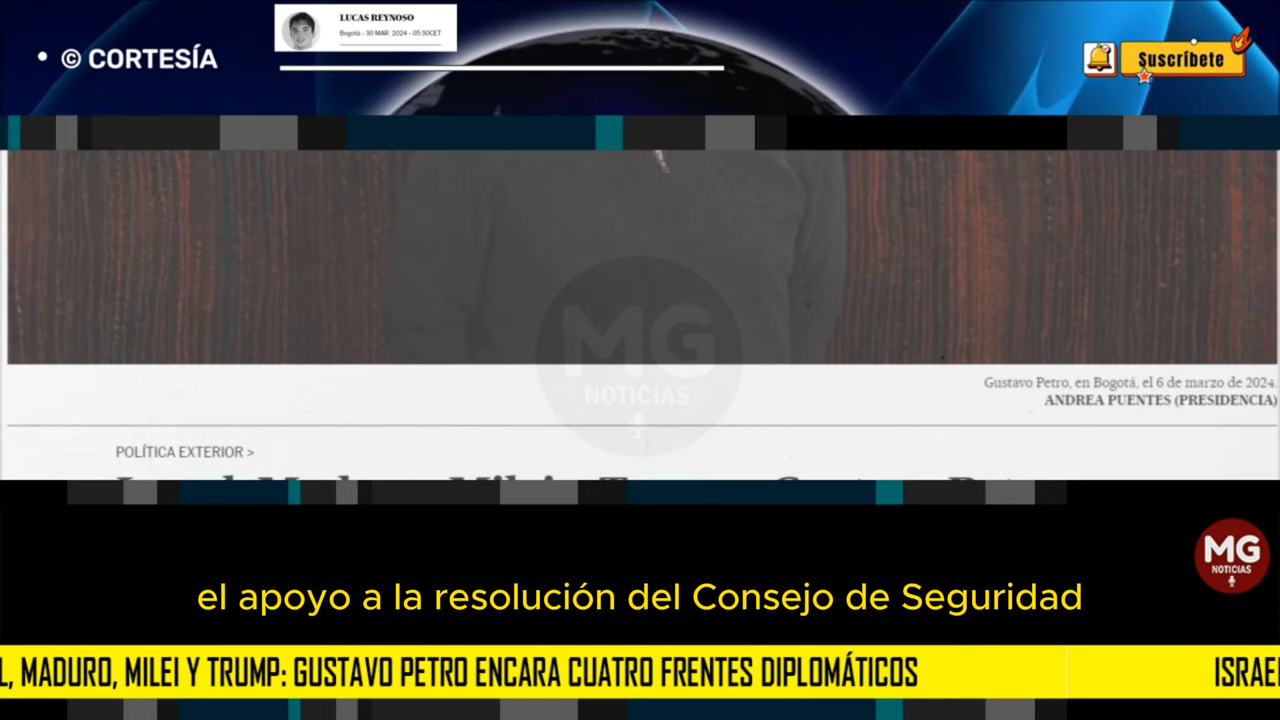 LUCAS REYNOSO
Bogotá - 30 MAR. 2024 - 05:30CET
• © CORTESÍA
Suscríbete
MG
NOTICIAS
Gustavo Petro, en Bogotá, el 6 de marzo de 2024.
ANDREA PUENTES (PRESIDENCIA)
POLÍTICA EXTERIOR >
MG
NOTICIAS
el apoyo a la resolución del Consejo de Seguridad
L, MADURO, MILEI Y TRUMP: GUSTAVO PETRO ENCARA CUATRO FRENTES DIPLOMÁTICOS ISRAE